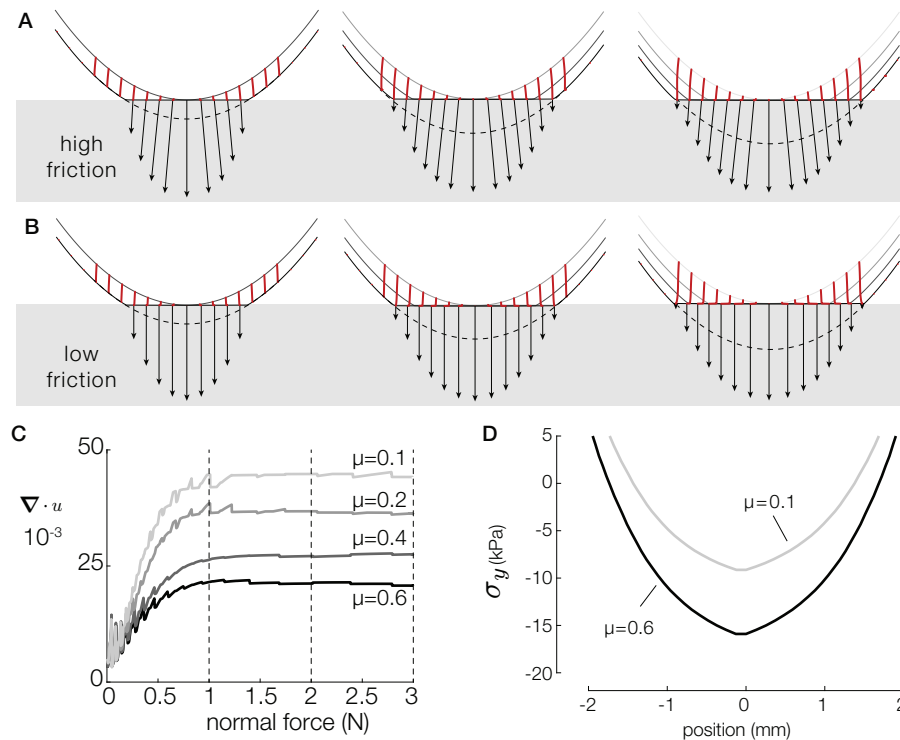 A
high
friction
B
low
friction
C
50
25
0
∇ · u
10⁻³
μ=0.1
μ=0.2
μ=0.4
μ=0.6
0 0.5 1 1.5 2 2.5 3
normal force (N)
D
5
0
-5
-10
-15
-20
σy (kPa)
μ=0.1
μ=0.6
-2 -1 0 1 2
position (mm)